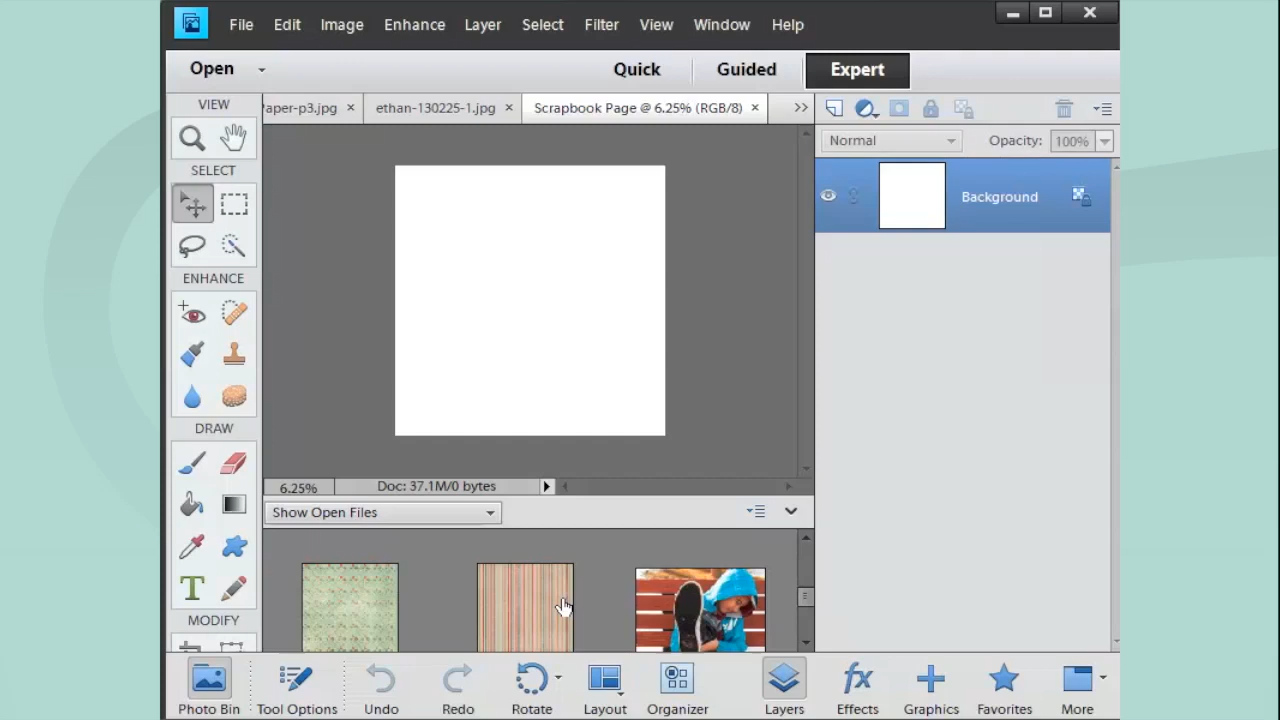 File Edit Image Enhance Layer Select Filter View Window Help
Open Quick Guided Expert
VIEW
aper-p3.jpg × ethan-130225-1.jpg × Scrapbook Page @ 6.25% (RGB/8) × >>
Normal Opacity: 100%
SELECT
Background
ENHANCE
DRAW
6.25% Doc: 37.1M/0 bytes
Show Open Files
T
MODIFY
fx
Photo Bin Tool Options Undo Redo Rotate Layout Organizer Layers Effects Graphics Favorites More